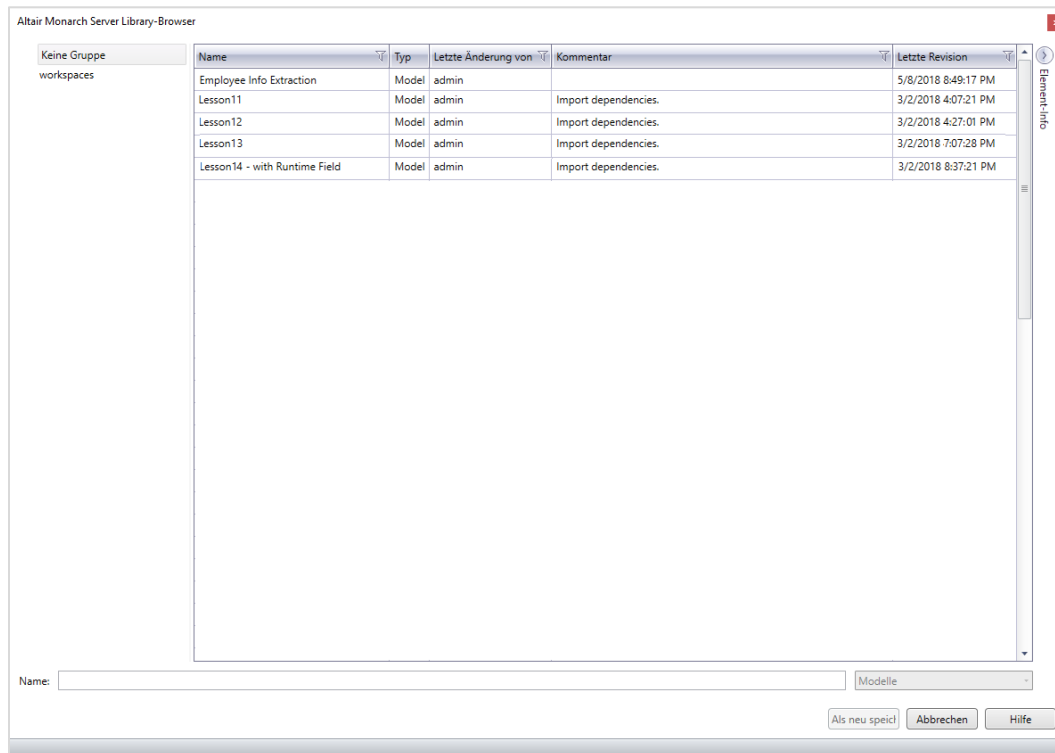 Altair Monarch Server Library-Browser
Keine Gruppe
workspaces
Name Typ Letzte Änderung von Kommentar Letzte Revision
Employee Info Extraction Model admin 5/8/2018 8:49:17 PM
Lesson11 Model admin Import dependencies. 3/2/2018 4:07:21 PM
Lesson12 Model admin Import dependencies. 3/2/2018 4:27:01 PM
Lesson13 Model admin Import dependencies. 3/2/2018 7:07:28 PM
Lesson14 - with Runtime Field Model admin Import dependencies. 3/2/2018 8:37:21 PM
Element-Info
Name: Modelle
Als neu speicl Abbrechen Hilfe